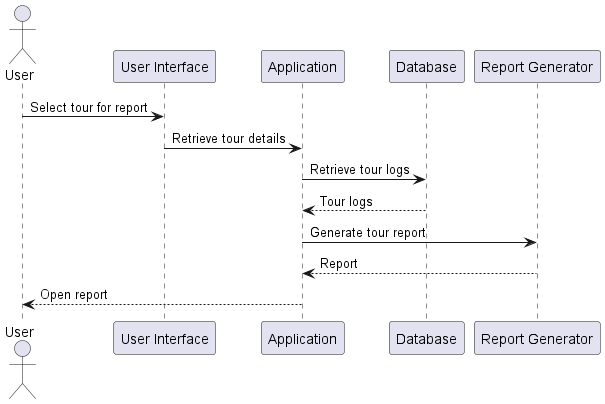 User
User Interface
Application
Database
Report Generator
Select tour for report
Retrieve tour details
Retrieve tour logs
Tour logs
Generate tour report
Report
Open report
User
User Interface
Application
Database
Report Generator